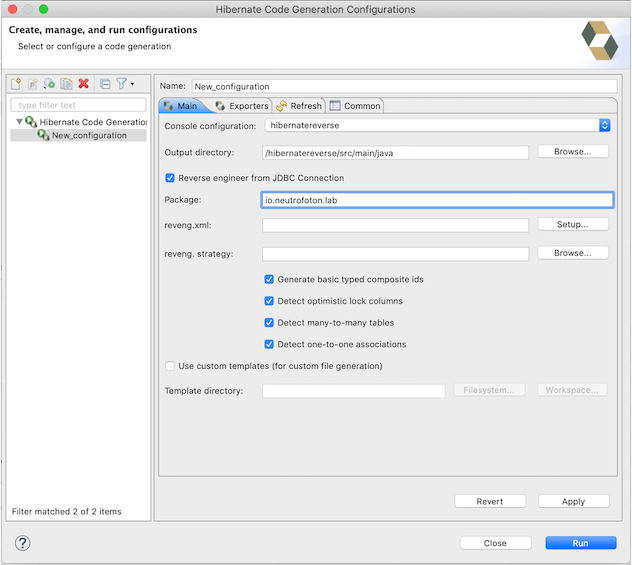 Hibernate Code Generation Configurations
Create, manage, and run configurations
Select or configure a code generation
type filter text
Hibernate Code Generation
New_configuration
Filter matched 2 of 2 items
Name: New_configuration
Main Exporters Refresh Common
Console configuration: hibernatereverse
Output directory: /hibernatereverse/src/main/java Browse...
Reverse engineer from JDBC Connection
Package: io.neutrofoton.lab
reveng.xml: Setup...
reveng. strategy: Browse...
Generate basic typed composite ids
Detect optimistic lock columns
Detect many-to-many tables
Detect one-to-one associations
Use custom templates (for custom file generation)
Template directory: Filesystem... Workspace...
Revert Apply
? Close Run